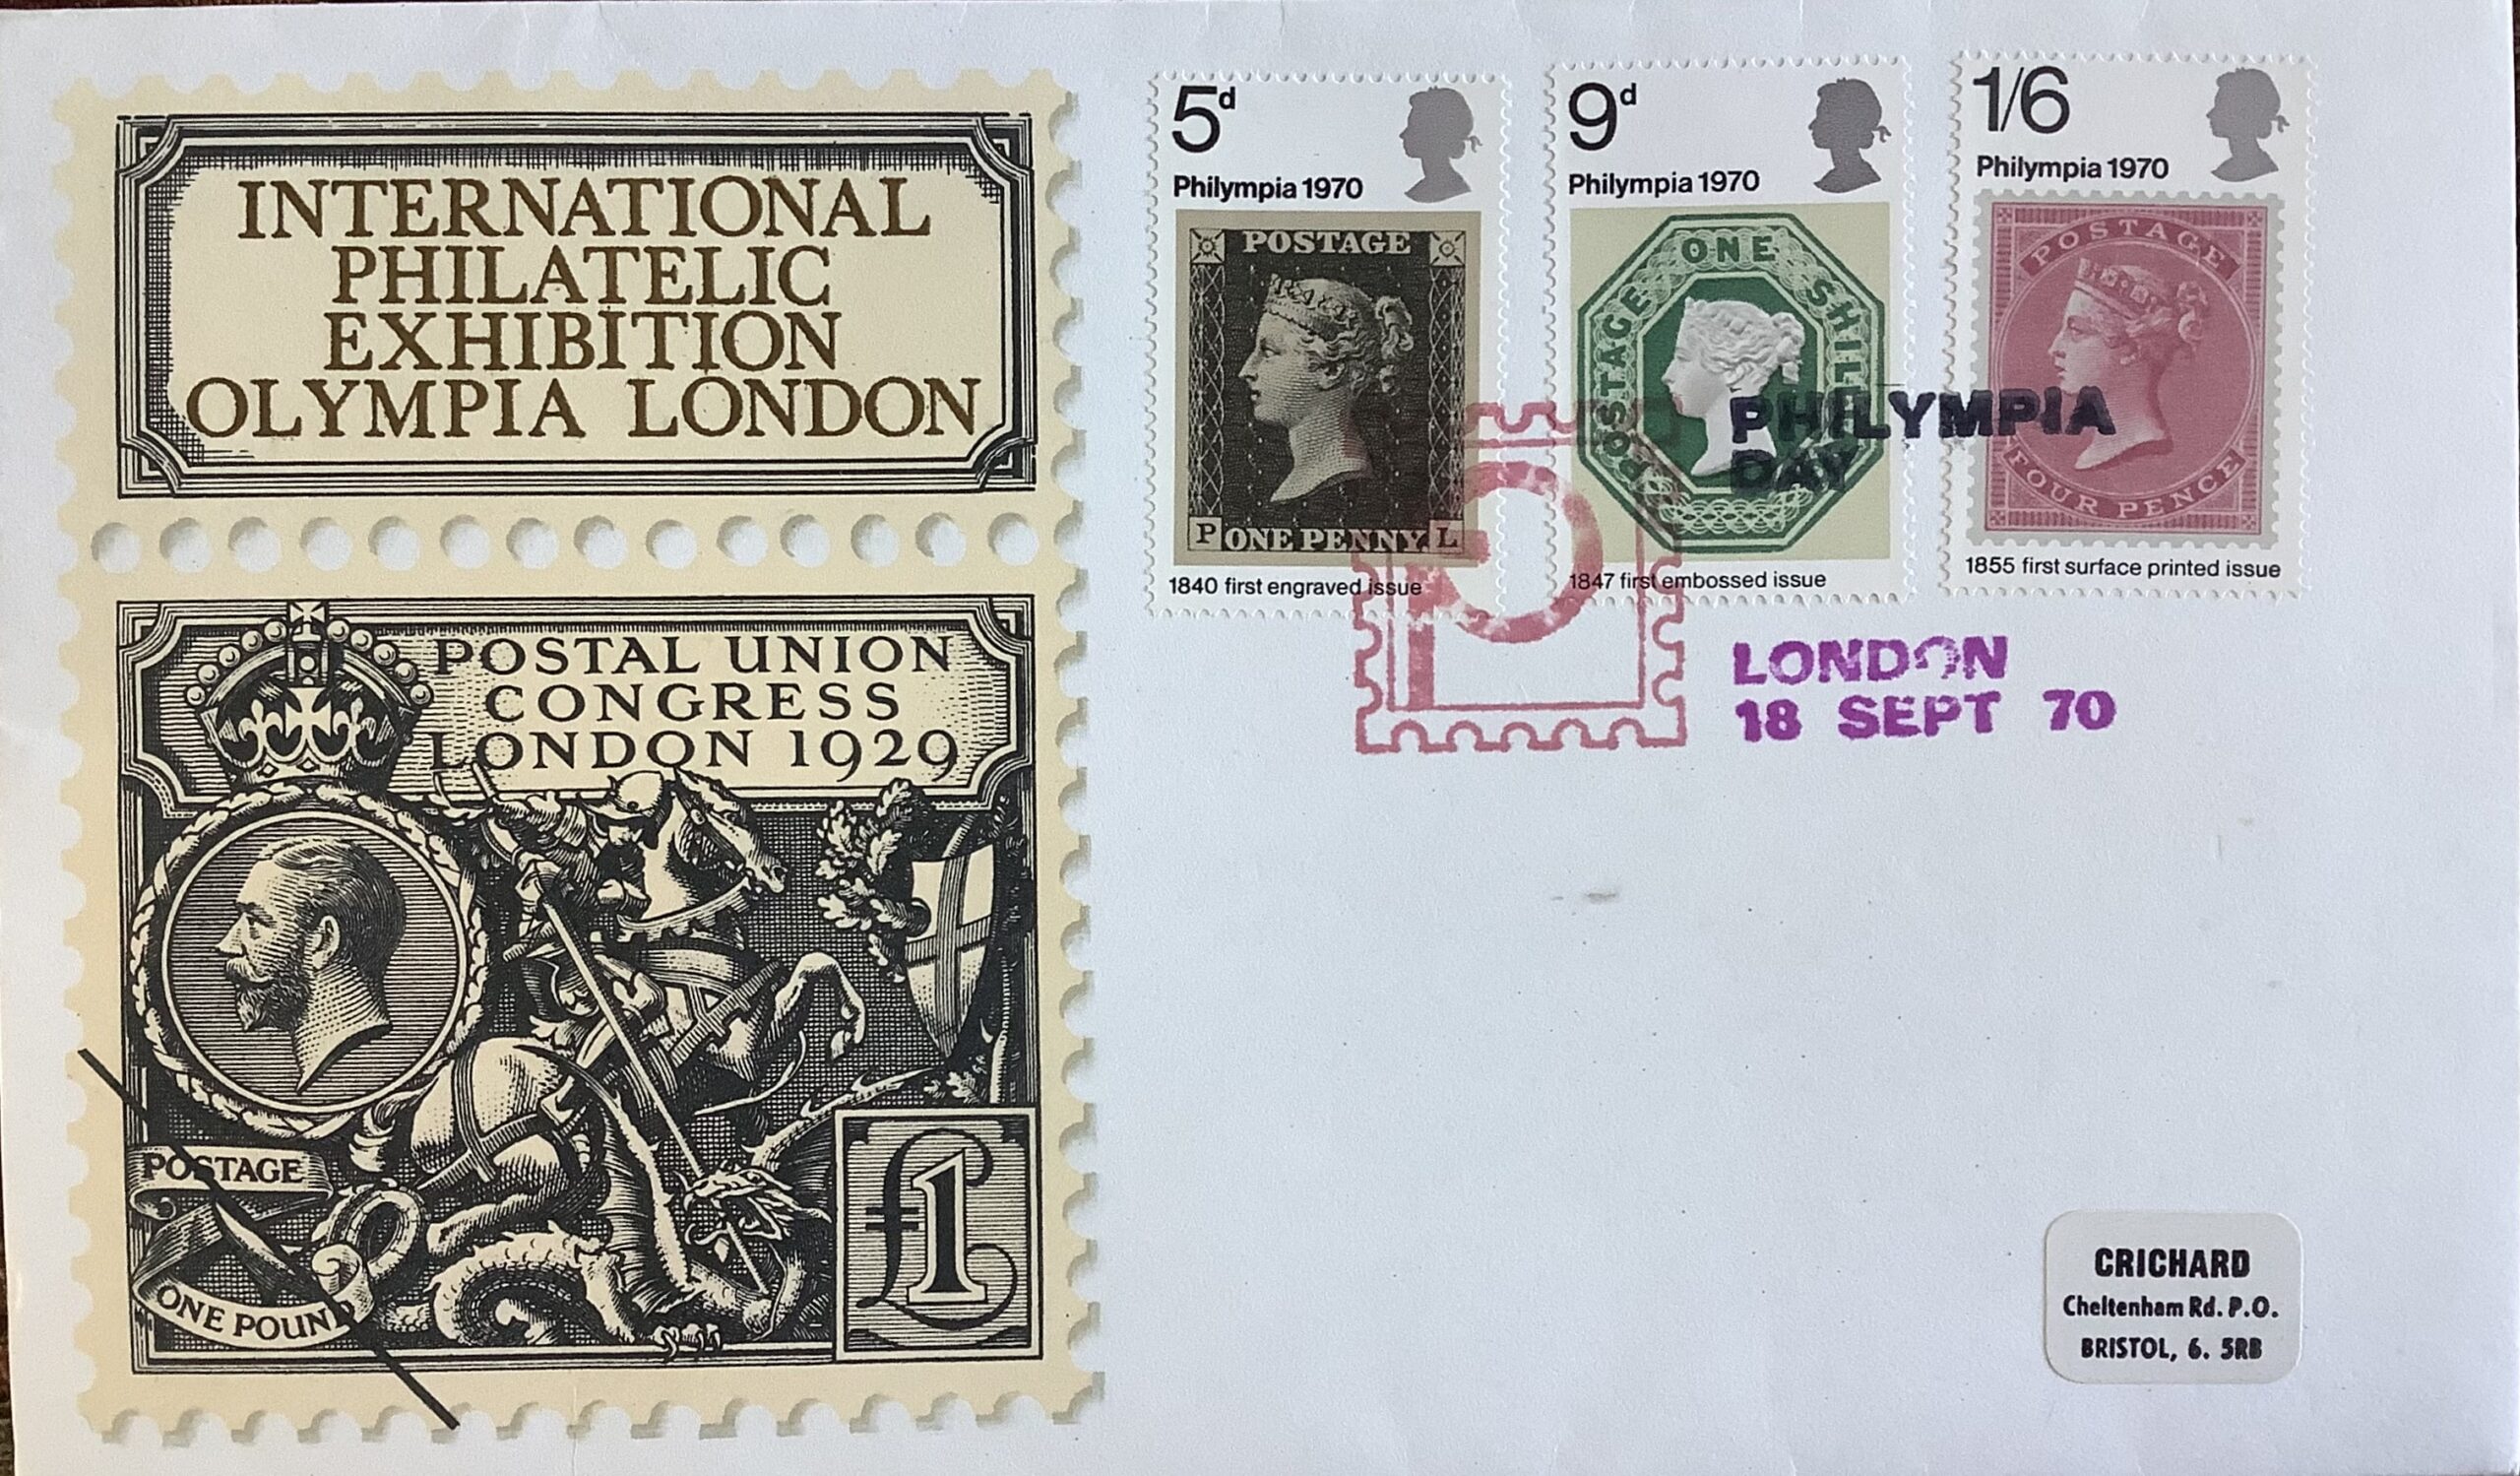 INTERNATIONAL
PHILATELIC
EXHIBITION
OLYMPIA LONDON
POSTAL UNION
CONGRESS
LONDON 1929
POSTAGE
ONE POUND
£1
5d
Philympia 1970
POSTAGE
P ONE PENNY L
1840 first engraved issue
9d
Philympia 1970
POSTAGE ONE SHILLING
1847 first embossed issue
1/6
Philympia 1970
POSTAGE
FOUR PENCE
1855 first surface printed issue
PHILYMPIA
DAY
LONDON
18 SEPT 70
CRICHARD
Cheltenham Rd. P.O.
BRISTOL, 6. 5RB